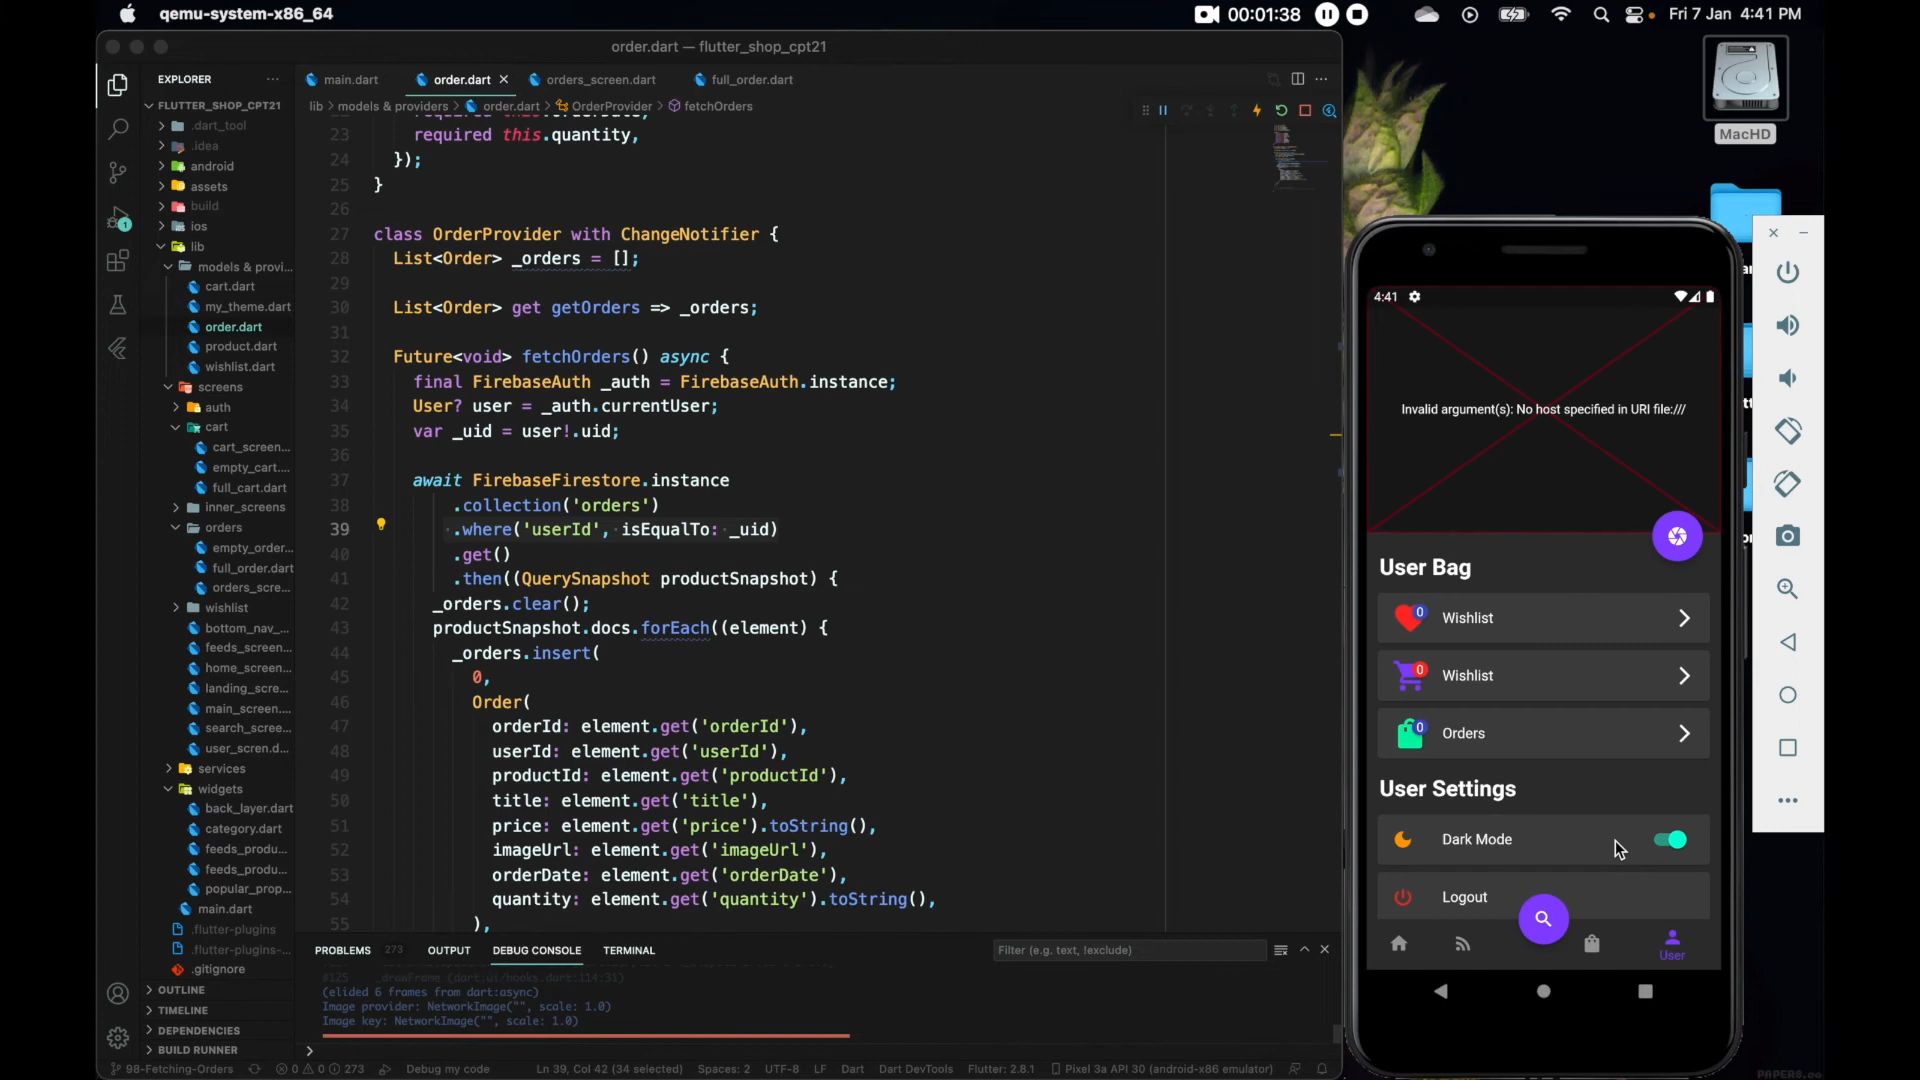 qemu-system-x86_64
00:01:38
Fri 7 Jan 4:41 PM
order.dart — flutter_shop_cpt21
EXPLORER
main.dart
order.dart
orders_screen.dart
full_order.dart
lib > models & providers > order.dart > OrderProvider > fetchOrders
FLUTTER_SHOP_CPT21
.dart_tool
.idea
android
assets
build
ios
lib
models & provi...
cart.dart
my_theme.dart
order.dart
product.dart
wishlist.dart
screens
auth
cart
cart_screen...
empty_cart....
full_cart.dart
inner_screens
orders
empty_order...
full_order.dart
orders_scre...
wishlist
bottom_nav_...
feeds_screen...
home_screen...
landing_scre...
main_screen....
search_scree...
user_scren.d...
services
widgets
back_layer.dart
category.dart
feeds_produ...
feeds_produ...
popular_prop...
main.dart
.flutter-plugins
.flutter-plugins-...
.gitignore
OUTLINE
TIMELINE
DEPENDENCIES
BUILD RUNNER
23 required this.quantity,
24 });
25 }
26
27 class OrderProvider with ChangeNotifier {
28 List<Order> _orders = [];
29
30 List<Order> get getOrders => _orders;
31
32 Future<void> fetchOrders() async {
33 final FirebaseAuth _auth = FirebaseAuth.instance;
34 User? user = _auth.currentUser;
35 var _uid = user!.uid;
36
37 await FirebaseFirestore.instance
38 .collection('orders')
39 .where('userId', isEqualTo: _uid)
40 .get()
41 .then((QuerySnapshot productSnapshot) {
42 _orders.clear();
43 productSnapshot.docs.forEach((element) {
44 _orders.insert(
45 0,
46 Order(
47 orderId: element.get('orderId'),
48 userId: element.get('userId'),
49 productId: element.get('productId'),
50 title: element.get('title'),
51 price: element.get('price').toString(),
52 imageUrl: element.get('imageUrl'),
53 orderDate: element.get('orderDate'),
54 quantity: element.get('quantity').toString(),
55 ),
PROBLEMS 273 OUTPUT DEBUG CONSOLE TERMINAL
Filter (e.g. text, !exclude)
#125 _drawFrame (dart:ui/hooks.dart:114:31)
(elided 6 frames from dart:async)
Image provider: NetworkImage("", scale: 1.0)
Image key: NetworkImage("", scale: 1.0)
98-Fetching-Orders
0 0 273
Debug my code
Ln 39, Col 42 (34 selected)
Spaces: 2
UTF-8
LF
Dart
Dart DevTools
Flutter: 2.8.1
Pixel 3a API 30 (android-x86 emulator)
MacHD
4:41
Invalid argument(s): No host specified in URI file:///
User Bag
0 Wishlist
0 Wishlist
0 Orders
User Settings
Dark Mode
Logout
User